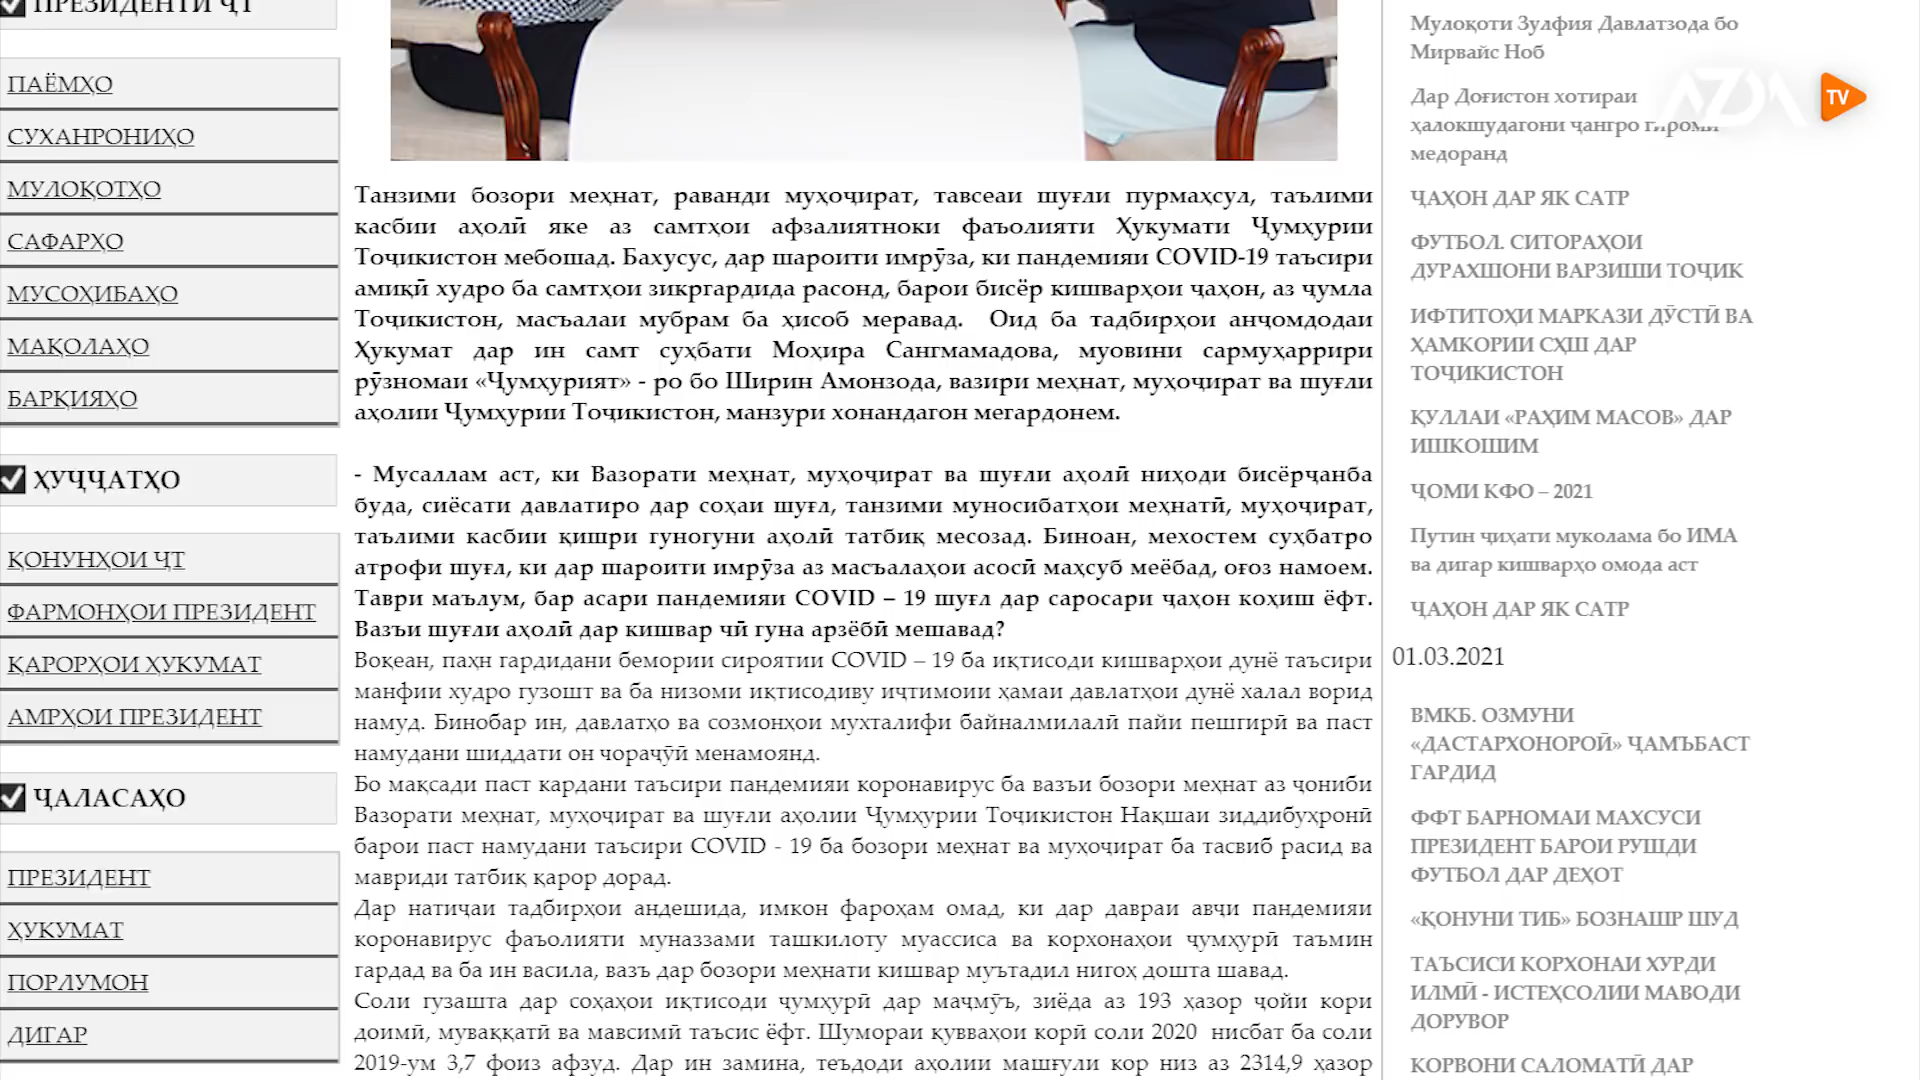 ПРЕЗИДЕНТИ ҶТ
ПАЁМҲО
СУХАНРОНИҲО
МУЛОҚОТҲО
САФАРҲО
МУСОҲИБАҲО
МАҚОЛАҲО
БАРҚИЯҲО
ҲУҶҶАТҲО
ҚОНУНҲОИ ҶТ
ФАРМОНҲОИ ПРЕЗИДЕНТ
ҚАРОРҲОИ ҲУКУМАТ
АМРҲОИ ПРЕЗИДЕНТ
ҶАЛАСАҲО
ПРЕЗИДЕНТ
ҲУКУМАТ
ПОРЛУМОН
ДИГАР
Танзими бозори меҳнат, раванди муҳоҷират, тавсеаи шуғли пурмаҳсул, таълими
касбии аҳолӣ яке аз самтҳои афзалиятноки фаъолияти Ҳукумати Ҷумҳурии
Тоҷикистон мебошад. Бахусус, дар шароити имрӯза, ки пандемияи COVID-19 таъсири
амиқӣ худро ба самтҳои зикргардида расонд, барои бисёр кишварҳои ҷаҳон, аз ҷумла
Тоҷикистон, масъалаи мубрам ба ҳисоб меравад. Оид ба тадбирҳои анҷомдодаи
Ҳукумат дар ин самт суҳбати Моҳира Сангмамадова, муовини сармуҳаррири
рӯзномаи «Ҷумҳурият» - ро бо Ширин Амонзода, вазири меҳнат, муҳоҷират ва шуғли
аҳолии Ҷумҳурии Тоҷикистон, манзури хонандагон мегардонем.
- Мусаллам аст, ки Вазорати меҳнат, муҳоҷират ва шуғли аҳолӣ ниҳоди бисёрҷанба
буда, сиёсати давлатиро дар соҳаи шуғл, танзими муносибатҳои меҳнатӣ, муҳоҷират,
таълими касбии қишри гуногуни аҳолӣ татбиқ месозад. Биноан, мехостем суҳбатро
атрофи шуғл, ки дар шароити имрӯза аз масъалаҳои асосӣ маҳсуб меёбад, оғоз намоем.
Таври маълум, бар асари пандемияи COVID – 19 шуғл дар саросари ҷаҳон коҳиш ёфт.
Вазъи шуғли аҳолӣ дар кишвар чӣ гуна арзёбӣ мешавад?
Воқеан, паҳн гардидани бемории сироятии COVID – 19 ба иқтисоди кишварҳои дунё таъсири
манфии худро гузошт ва ба низоми иқтисодиву иҷтимоии ҳамаи давлатҳои дунё халал ворид
намуд. Бинобар ин, давлатҳо ва созмонҳои мухталифи байналмилалӣ пайи пешгирӣ ва паст
намудани шиддати он чораҷӯӣ менамоянд.
Бо мақсади паст кардани таъсири пандемияи коронавирус ба вазъи бозори меҳнат аз ҷониби
Вазорати меҳнат, муҳоҷират ва шуғли аҳолии Ҷумҳурии Тоҷикистон Нақшаи зиддибуҳронӣ
барои паст намудани таъсири COVID - 19 ба бозори меҳнат ва муҳоҷират ба тасвиб расид ва
мавриди татбиқ қарор дорад.
Дар натиҷаи тадбирҳои андешида, имкон фароҳам омад, ки дар давраи авҷи пандемияи
коронавирус фаъолияти муназзами ташкилоту муассиса ва корхонаҳои ҷумҳурӣ таъмин
гардад ва ба ин васила, вазъ дар бозори меҳнати кишвар муътадил нигоҳ дошта шавад.
Соли гузашта дар соҳаҳои иқтисоди ҷумҳурӣ дар маҷмӯъ, зиёда аз 193 ҳазор ҷойи кори
доимӣ, муваққатӣ ва мавсимӣ таъсис ёфт. Шумораи қувваҳои корӣ соли 2020 нисбат ба соли
2019-ум 3,7 фоиз афзуд. Дар ин замина, теъдоди аҳолии машғули кор низ аз 2314,9 ҳазор
Мулоқоти Зулфия Давлатзода бо
Мирвайс Ноб
Дар Доғистон хотираи
ҳалокшудагони ҷангро гиромӣ
медоранд
ҶАҲОН ДАР ЯК САТР
ФУТБОЛ. СИТОРАҲОИ
ДУРАХШОНИ ВАРЗИШИ ТОҶИК
ИФТИТОҲИ МАРКАЗИ ДӮСТӢ ВА
ҲАМКОРИИ СҲШ ДАР
ТОҶИКИСТОН
ҚУЛЛАИ «РАҲИМ МАСОВ» ДАР
ИШКОШИМ
ҶОМИ КФО – 2021
Путин ҷиҳати муколама бо ИМА
ва дигар кишварҳо омода аст
ҶАҲОН ДАР ЯК САТР
01.03.2021
ВМКБ. ОЗМУНИ
«ДАСТАРХОНОРОӢ» ҶАМЪБАСТ
ГАРДИД
ФФТ БАРНОМАИ МАХСУСИ
ПРЕЗИДЕНТ БАРОИ РУШДИ
ФУТБОЛ ДАР ДЕҲОТ
«ҚОНУНИ ТИБ» БОЗНАШР ШУД
ТАЪСИСИ КОРХОНАИ ХУРДИ
ИЛМӢ - ИСТЕҲСОЛИИ МАВОДИ
ДОРУВОР
КОРВОНИ САЛОМАТӢ ДАР
AZDA TV